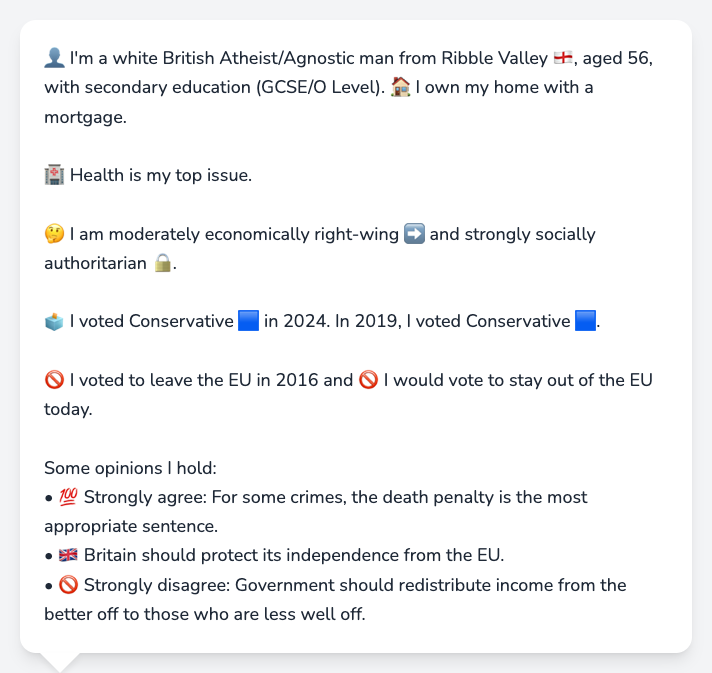 👤 I'm a white British Atheist/Agnostic man from Ribble Valley 🏴󠁧󠁢󠁥󠁮󠁧󠁿, aged 56,
with secondary education (GCSE/O Level). 🏠 I own my home with a
mortgage.
🏥 Health is my top issue.
🤔 I am moderately economically right-wing ➡️ and strongly socially
authoritarian 🔒.
🗳️ I voted Conservative 🟦 in 2024. In 2019, I voted Conservative 🟦.
🚫 I voted to leave the EU in 2016 and 🚫 I would vote to stay out of the EU
today.
Some opinions I hold:
• 💯 Strongly agree: For some crimes, the death penalty is the most
appropriate sentence.
• 🇬🇧 Britain should protect its independence from the EU.
• 🚫 Strongly disagree: Government should redistribute income from the
better off to those who are less well off.